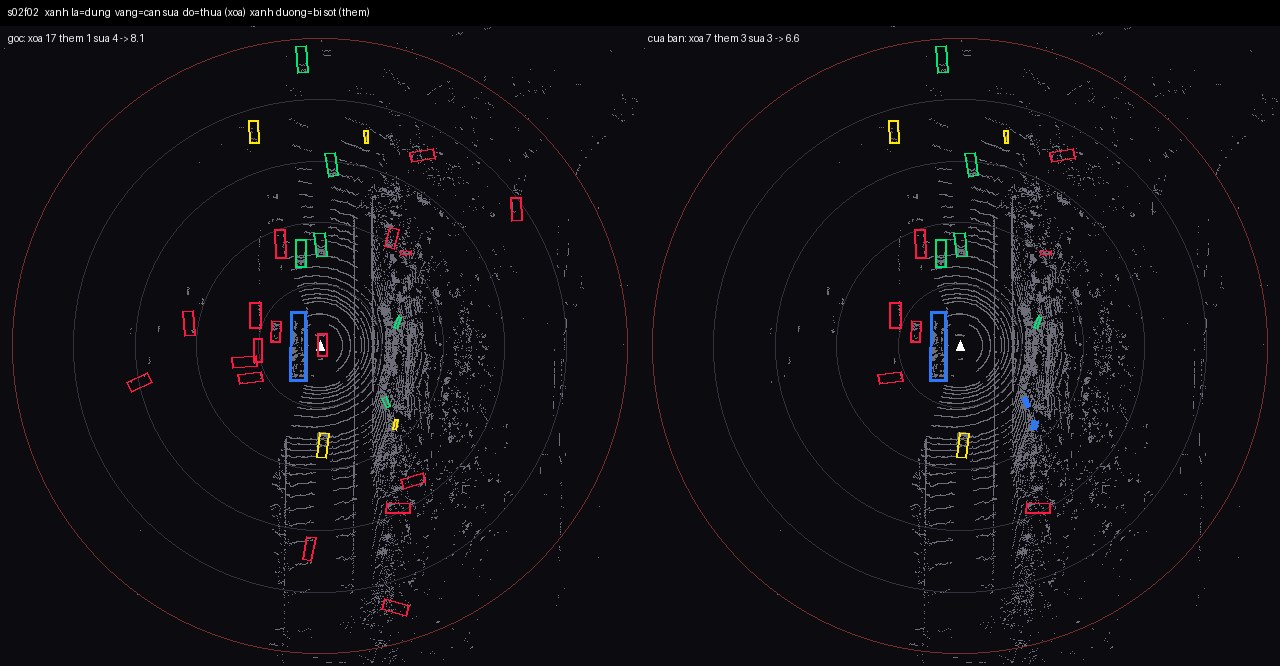 s02f02 xanh la=dung vang=can sua do=thua (xoa) xanh duong=bi sot (them)
goc: xoa 17 them 1 sua 4 -> 8.1
cua ban: xoa 7 them 3 sua 3 -> 6.6